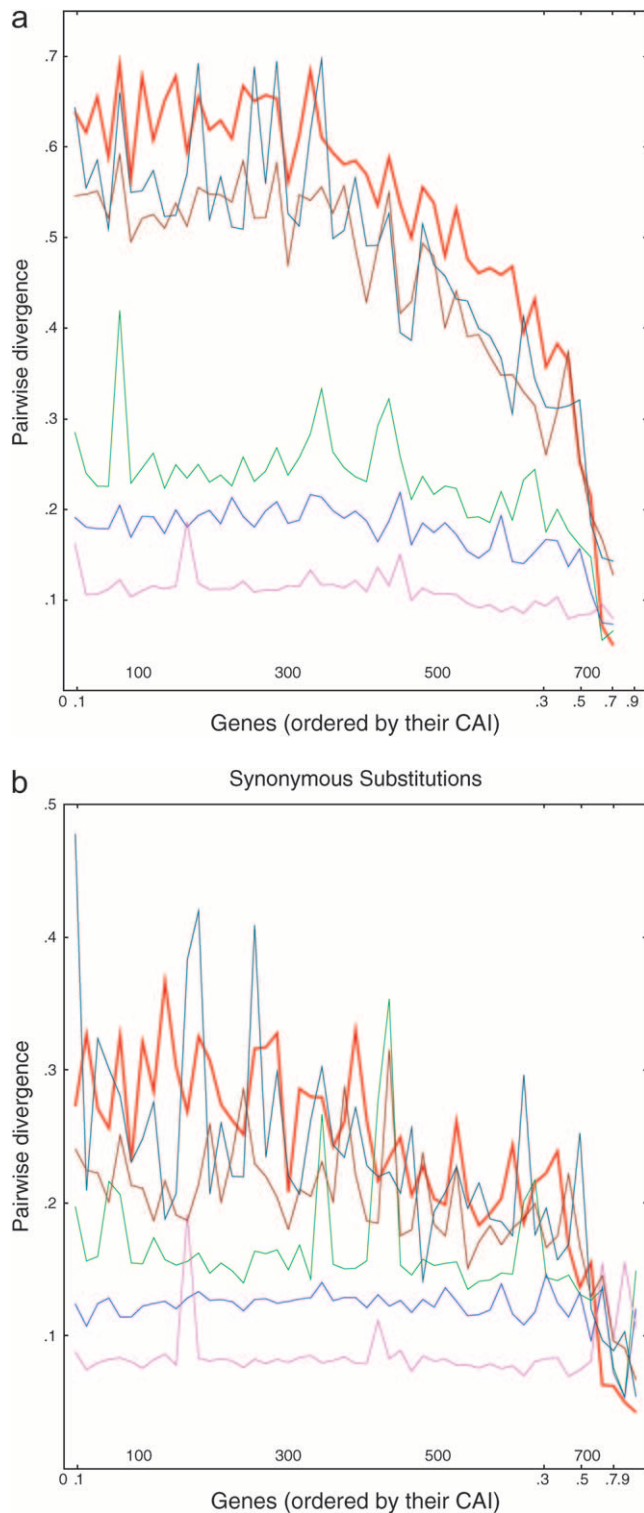 a
.7
.6
.5
.4
.3
.2
.1
Pairwise divergence
100 300 500 700
0 .1 .3 .5 .7 .9
Genes (ordered by their CAI)
b
Synonymous Substitutions
.5
.4
.3
.2
.1
Pairwise divergence
100 300 500 700
0 .1 .3 .5 .7.9
Genes (ordered by their CAI)